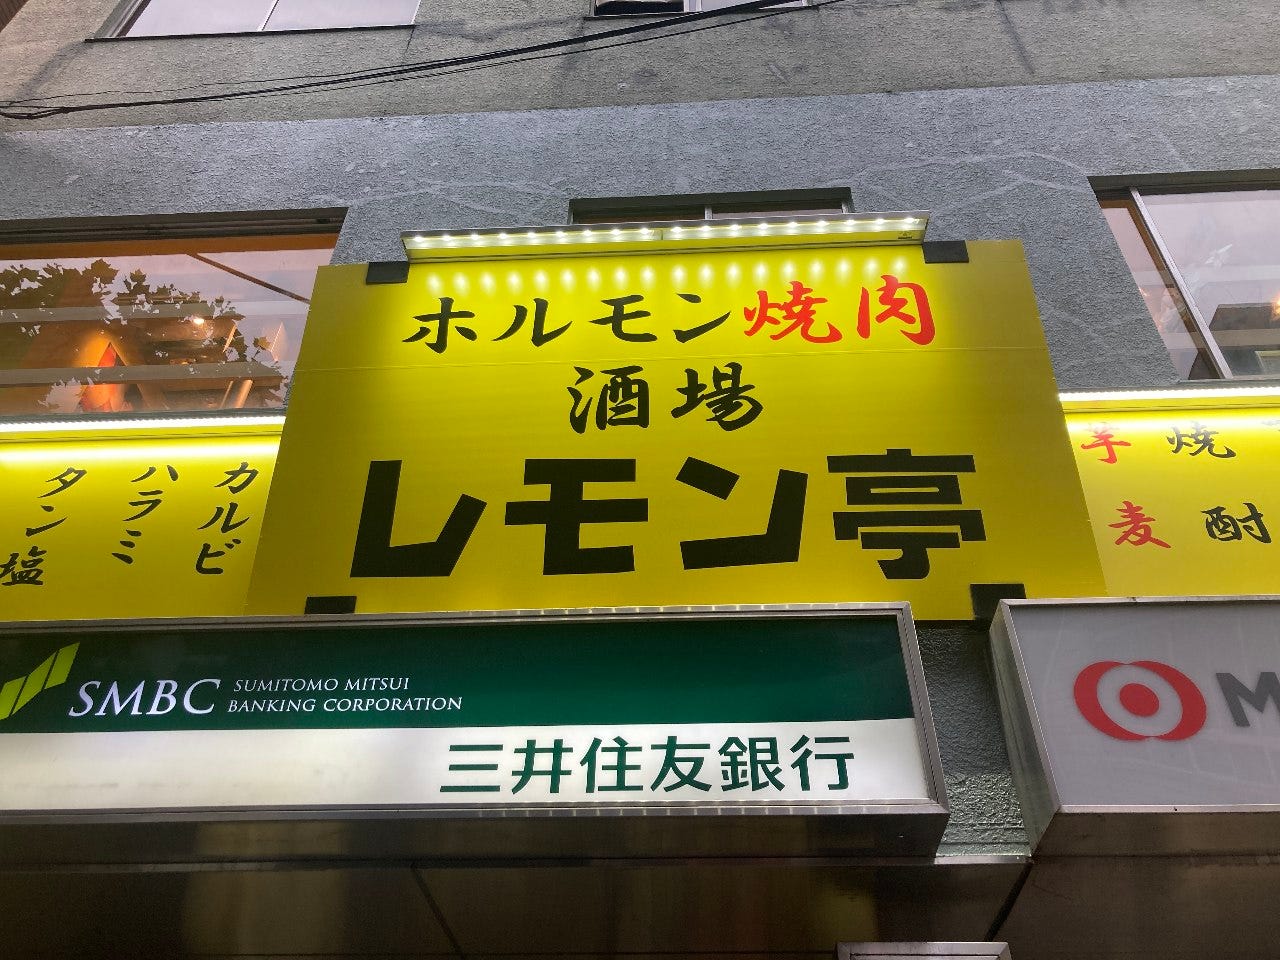 ホルモン焼肉
酒場
レモン亭
カルビ
ハラミ
タン塩
芋
麦
焼
酎
SMBC SUMITOMO MITSUI
BANKING CORPORATION
三井住友銀行
M